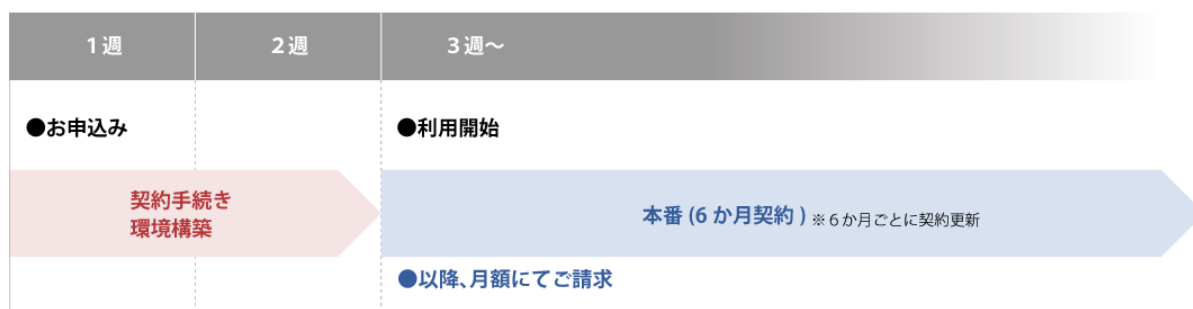 1週 2週 3週～
●お申込み ●利用開始
契約手続き
環境構築
本番(6か月契約) ※6か月ごとに契約更新
●以降、月額にてご請求